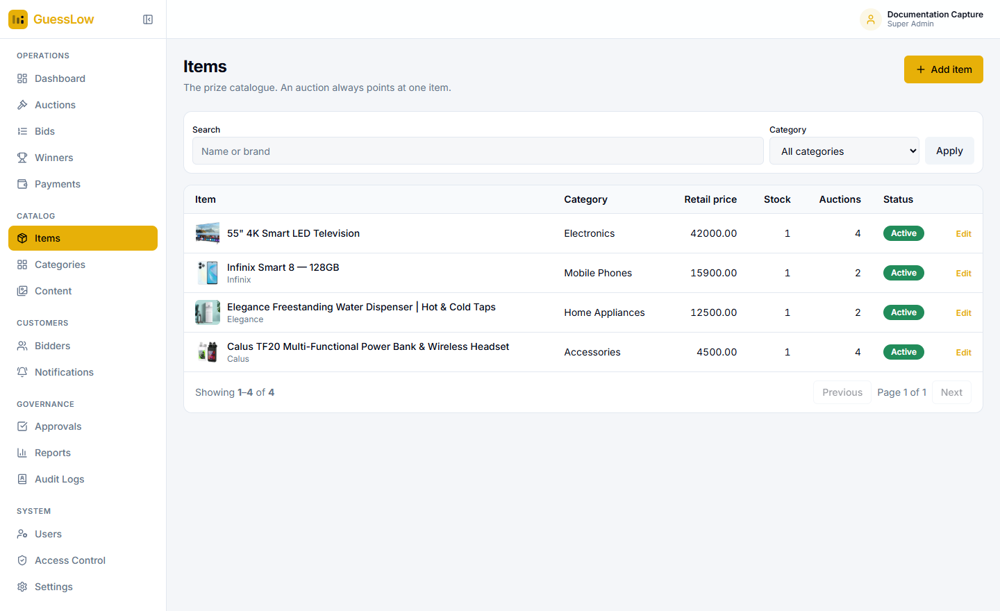 GuessLow
Documentation Capture
Super Admin
OPERATIONS
Dashboard
Auctions
Bids
Winners
Payments
CATALOG
Items
Categories
Content
CUSTOMERS
Bidders
Notifications
GOVERNANCE
Approvals
Reports
Audit Logs
SYSTEM
Users
Access Control
Settings
Items
The prize catalogue. An auction always points at one item.
Add item
Search
Category
Name or brand
All categories
Apply
Item Category Retail price Stock Auctions Status
55" 4K Smart LED Television Electronics 42000.00 1 4 Active Edit
Infinix Smart 8 — 128GB
Infinix
Mobile Phones 15900.00 1 2 Active Edit
Elegance Freestanding Water Dispenser | Hot & Cold Taps
Elegance
Home Appliances 12500.00 1 2 Active Edit
Calus TF20 Multi-Functional Power Bank & Wireless Headset
Calus
Accessories 4500.00 1 4 Active Edit
Showing 1–4 of 4
Previous Page 1 of 1 Next